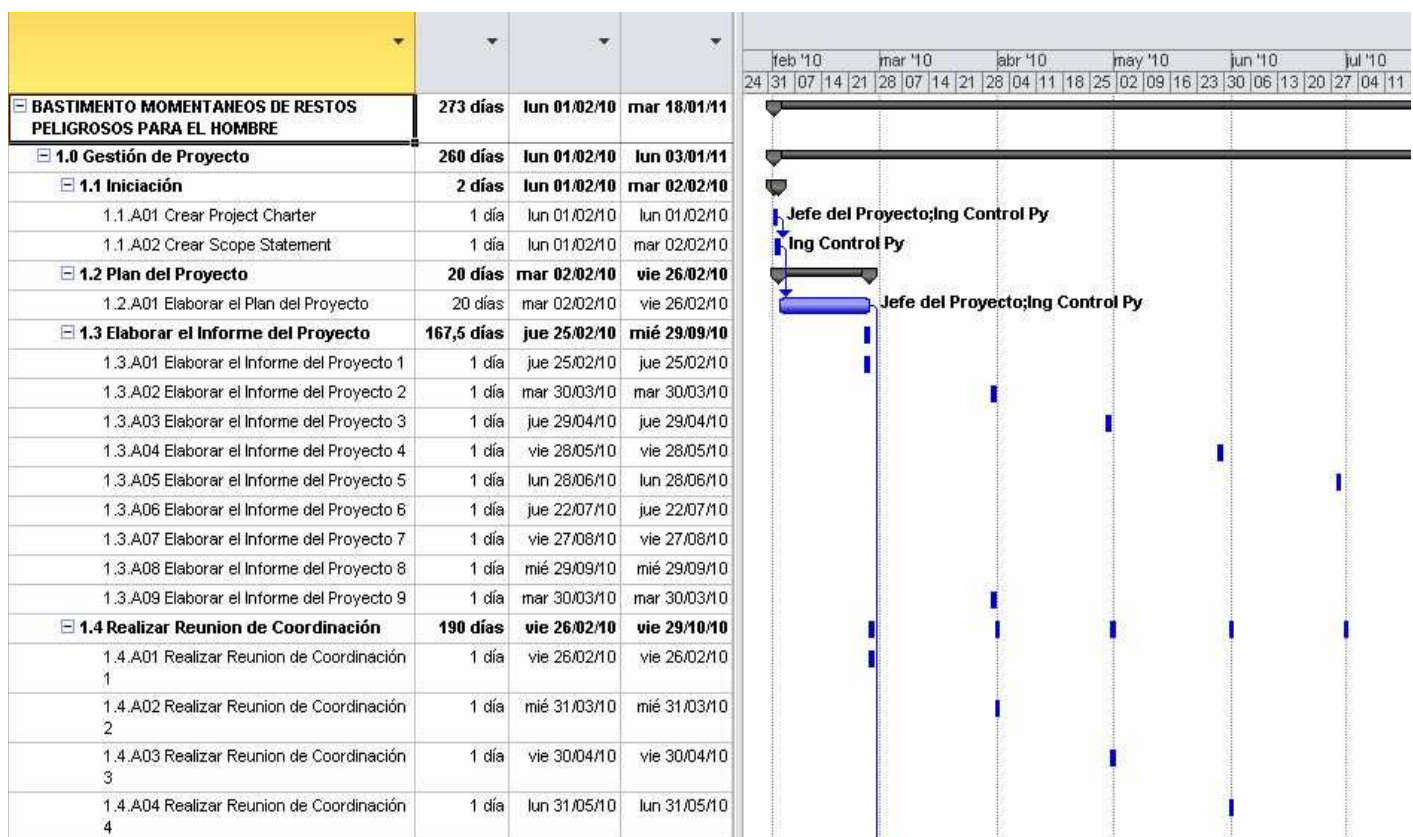 feb '10 mar '10 abr '10 may '10 jun '10 jul '10
24 31 07 14 21 28 07 14 21 28 04 11 18 25 02 09 16 23 30 06 13 20 27 04 11
BASTIMENTO MOMENTANEOS DE RESTOS 273 días lun 01/02/10 mar 18/01/11
PELIGROSOS PARA EL HOMBRE
1.0 Gestión de Proyecto 260 días lun 01/02/10 lun 03/01/11
1.1 Iniciación 2 días lun 01/02/10 mar 02/02/10
1.1.A01 Crear Project Charter 1 día lun 01/02/10 lun 01/02/10 Jefe del Proyecto;Ing Control Py
1.1.A02 Crear Scope Statement 1 día lun 01/02/10 mar 02/02/10 Ing Control Py
1.2 Plan del Proyecto 20 días mar 02/02/10 vie 26/02/10
1.2.A01 Elaborar el Plan del Proyecto 20 días mar 02/02/10 vie 26/02/10 Jefe del Proyecto;Ing Control Py
1.3 Elaborar el Informe del Proyecto 167,5 días jue 25/02/10 mié 29/09/10
1.3.A01 Elaborar el Informe del Proyecto 1 1 día jue 25/02/10 jue 25/02/10
1.3.A02 Elaborar el Informe del Proyecto 2 1 día mar 30/03/10 mar 30/03/10
1.3.A03 Elaborar el Informe del Proyecto 3 1 día jue 29/04/10 jue 29/04/10
1.3.A04 Elaborar el Informe del Proyecto 4 1 día vie 28/05/10 vie 28/05/10
1.3.A05 Elaborar el Informe del Proyecto 5 1 día lun 28/06/10 lun 28/06/10
1.3.A06 Elaborar el Informe del Proyecto 6 1 día jue 22/07/10 jue 22/07/10
1.3.A07 Elaborar el Informe del Proyecto 7 1 día vie 27/08/10 vie 27/08/10
1.3.A08 Elaborar el Informe del Proyecto 8 1 día mié 29/09/10 mié 29/09/10
1.3.A09 Elaborar el Informe del Proyecto 9 1 día mar 30/03/10 mar 30/03/10
1.4 Realizar Reunion de Coordinación 190 días vie 26/02/10 vie 29/10/10
1.4.A01 Realizar Reunion de Coordinación 1 día vie 26/02/10 vie 26/02/10
1
1.4.A02 Realizar Reunion de Coordinación 1 día mié 31/03/10 mié 31/03/10
2
1.4.A03 Realizar Reunion de Coordinación 1 día vie 30/04/10 vie 30/04/10
3
1.4.A04 Realizar Reunion de Coordinación 1 día lun 31/05/10 lun 31/05/10
4